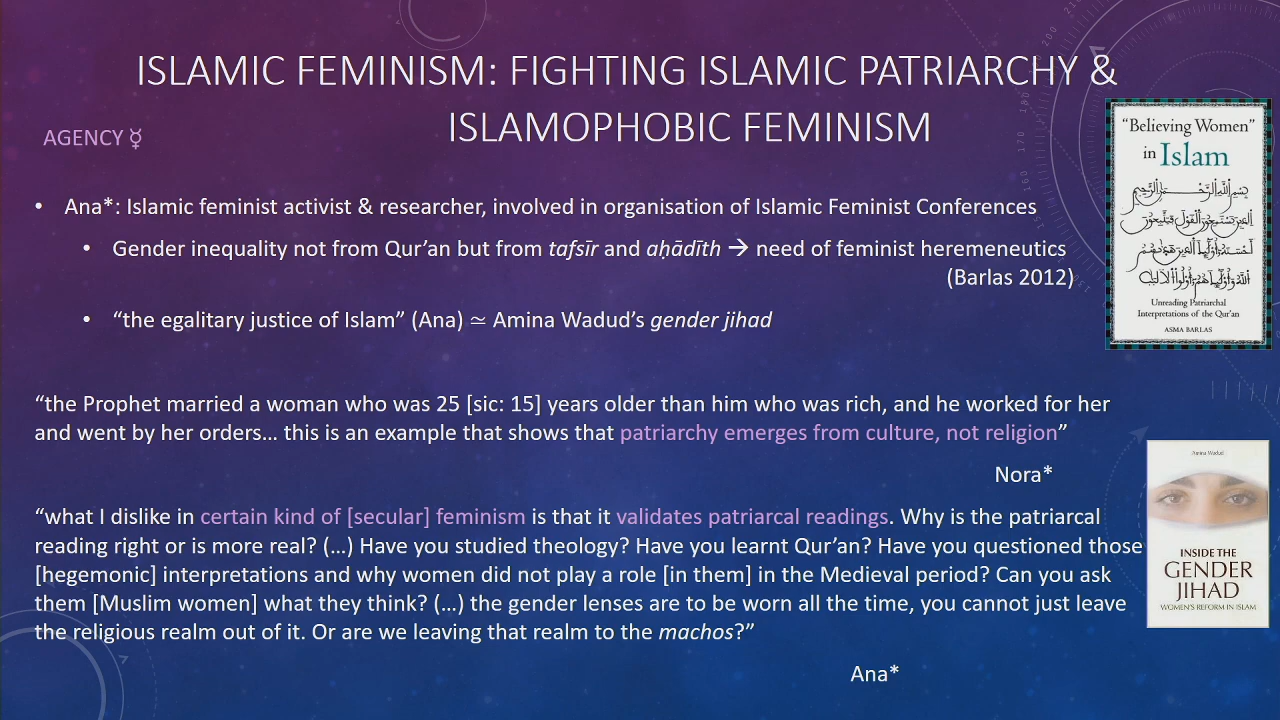 ISLAMIC FEMINISM: FIGHTING ISLAMIC PATRIARCHY &
ISLAMOPHOBIC FEMINISM
AGENCY ☿
• Ana*: Islamic feminist activist & researcher, involved in organisation of Islamic Feminist Conferences
• Gender inequality not from Qur’an but from tafsīr and aḥādīth → need of feminist heremeneutics
(Barlas 2012)
• “the egalitary justice of Islam” (Ana) ≃ Amina Wadud’s gender jihad
“the Prophet married a woman who was 25 [sic: 15] years older than him who was rich, and he worked for her
and went by her orders… this is an example that shows that patriarchy emerges from culture, not religion”
Nora*
“what I dislike in certain kind of [secular] feminism is that it validates patriarcal readings. Why is the patriarcal
reading right or is more real? (…) Have you studied theology? Have you learnt Qur’an? Have you questioned those
[hegemonic] interpretations and why women did not play a role [in them] in the Medieval period? Can you ask
them [Muslim women] what they think? (…) the gender lenses are to be worn all the time, you cannot just leave
the religious realm out of it. Or are we leaving that realm to the machos?”
Ana*
“Believing Women”
in Islam
Unreading Patriarchal
Interpretations of the Qur’an
ASMA BARLAS
Amina Wadud
INSIDE THE
GENDER
JIHAD
WOMEN'S REFORM IN ISLAM
210
200
180
170
160